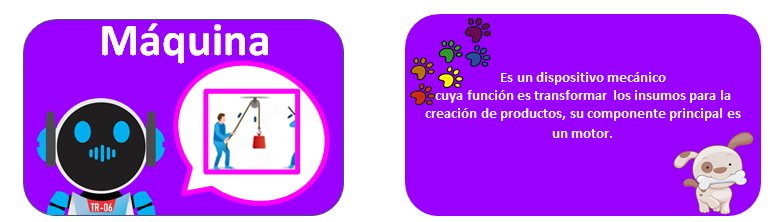 Máquina
TR-06
Es un dispositivo mecánico
cuya función es transformar los insumos para la
creación de productos, su componente principal es
un motor.